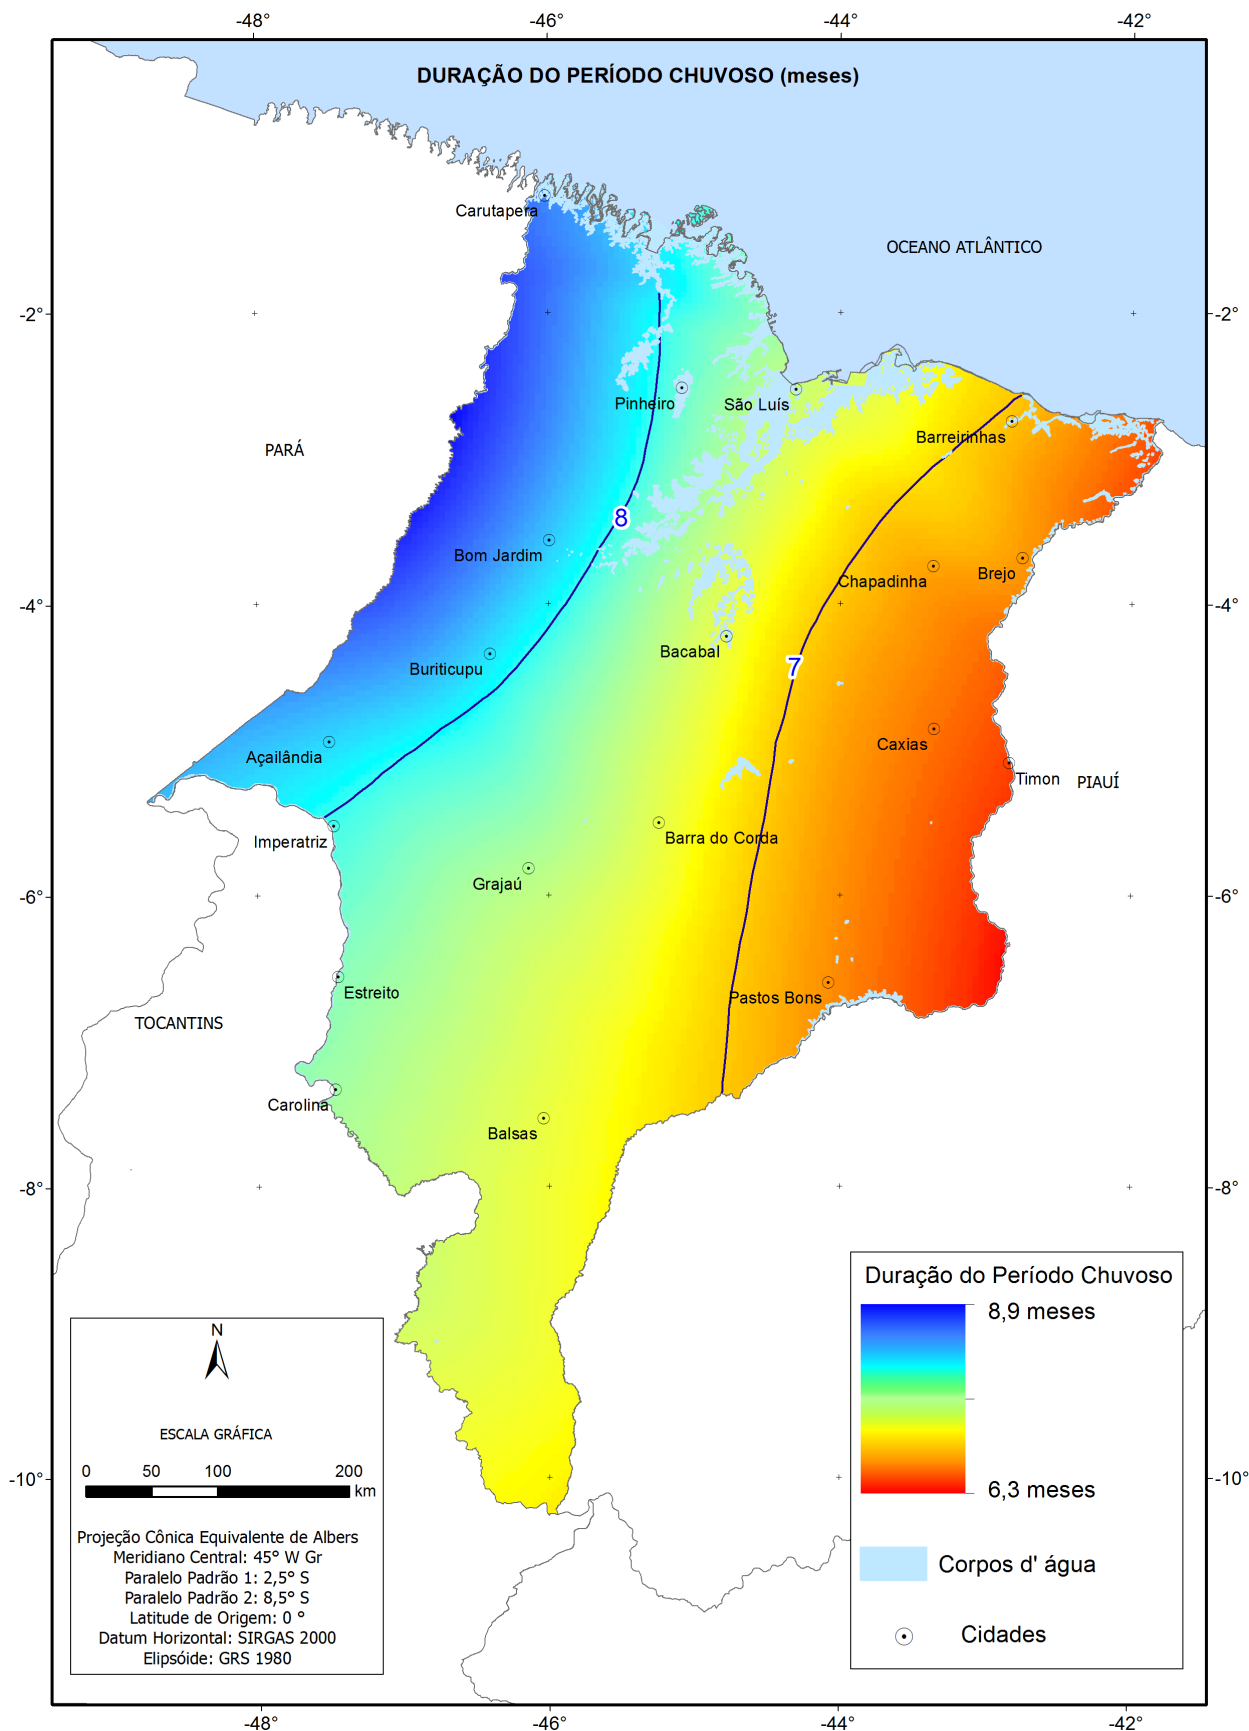 -48°
-46°
-44°
-42°
DURAÇÃO DO PERÍODO CHUVOSO (meses)
Carutapera
OCEANO ATLÂNTICO
-2°
-2°
Pinheiro
São Luís
Barreirinhas
PARÁ
8
Bom Jardim
Chapadinha
Brejo
-4°
-4°
Bacabal
Buriticupu
7
Açailândia
Caxias
Timon
PIAUÍ
Imperatriz
Barra do Corda
Grajaú
-6°
-6°
Estreito
Pastos Bons
TOCANTINS
Carolina
Balsas
-8°
-8°
Duração do Período Chuvoso
8,9 meses
6,3 meses
Corpos d' água
Cidades
N
ESCALA GRÁFICA
0 50 100 200
km
-10°
-10°
Projeção Cônica Equivalente de Albers
Meridiano Central: 45° W Gr
Paralelo Padrão 1: 2,5° S
Paralelo Padrão 2: 8,5° S
Latitude de Origem: 0 °
Datum Horizontal: SIRGAS 2000
Elipsóide: GRS 1980
-48°
-46°
-44°
-42°